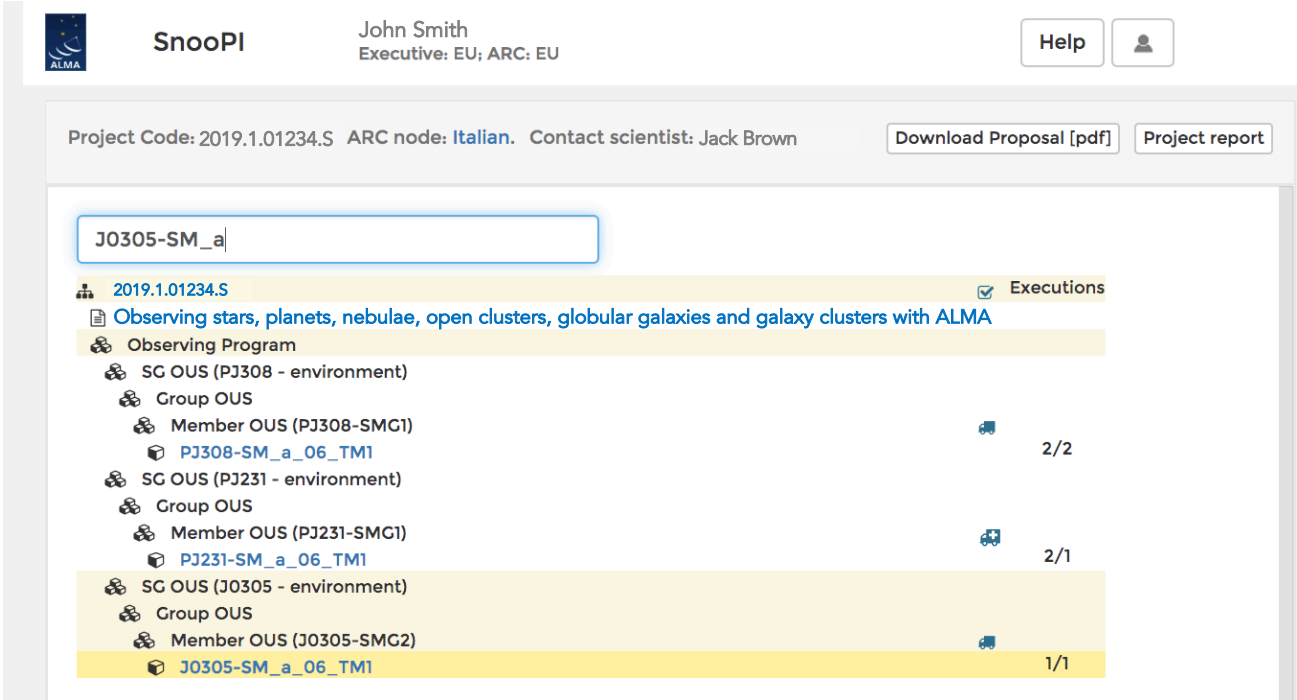 ALMA
SnooPI
John Smith
Executive: EU; ARC: EU
Help
Project Code: 2019.1.01234.S ARC node: Italian. Contact scientist: Jack Brown
Download Proposal [pdf]
Project report
J0305-SM_a
2019.1.01234.S Executions
Observing stars, planets, nebulae, open clusters, globular galaxies and galaxy clusters with ALMA
Observing Program
SG OUS (PJ308 - environment)
Group OUS
Member OUS (PJ308-SMG1)
PJ308-SM_a_06_TM1 2/2
SG OUS (PJ231 - environment)
Group OUS
Member OUS (PJ231-SMG1)
PJ231-SM_a_06_TM1 2/1
SG OUS (J0305 - environment)
Group OUS
Member OUS (J0305-SMG2)
J0305-SM_a_06_TM1 1/1